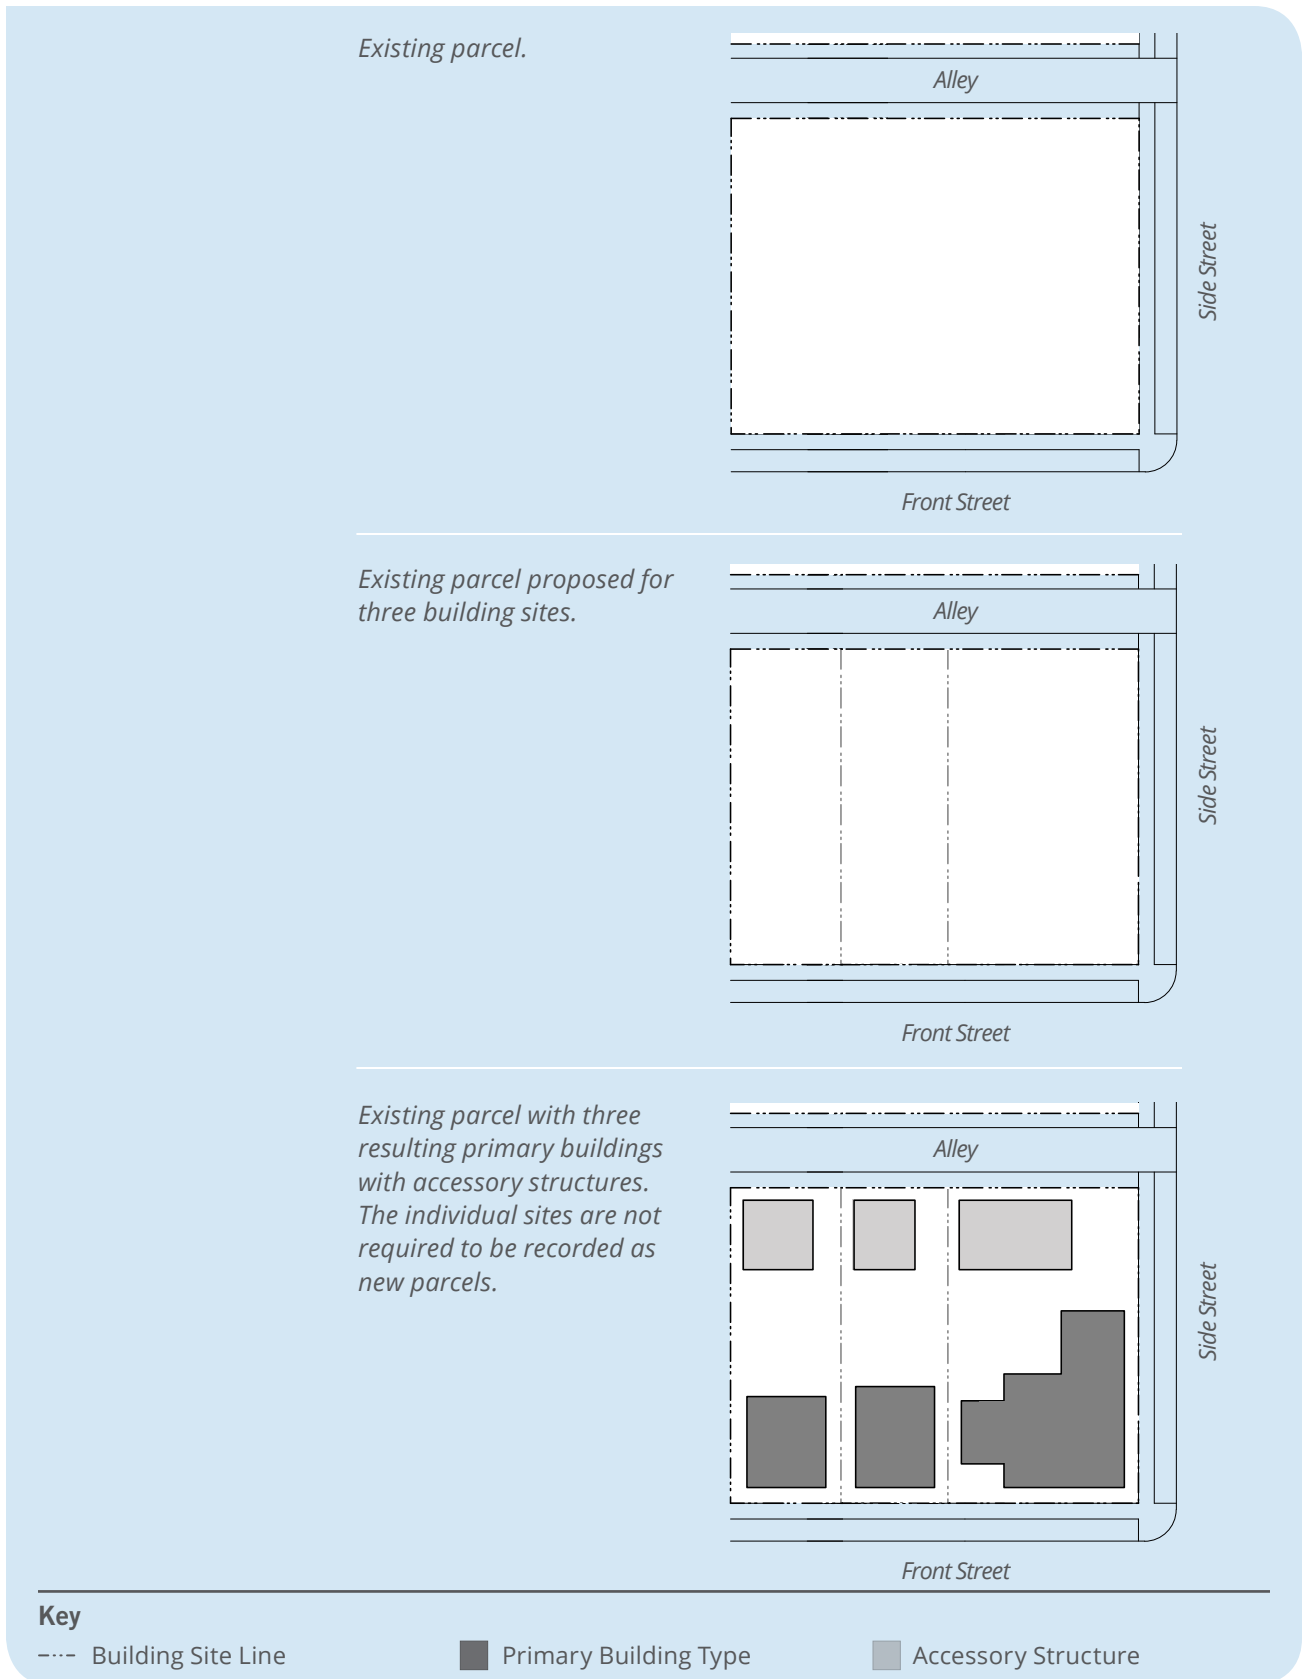 Existing parcel.
Alley
Side Street
Front Street
Existing parcel proposed for
three building sites.
Alley
Side Street
Front Street
Existing parcel with three
resulting primary buildings
with accessory structures.
The individual sites are not
required to be recorded as
new parcels.
Alley
Side Street
Front Street
Key
Building Site Line
Primary Building Type
Accessory Structure